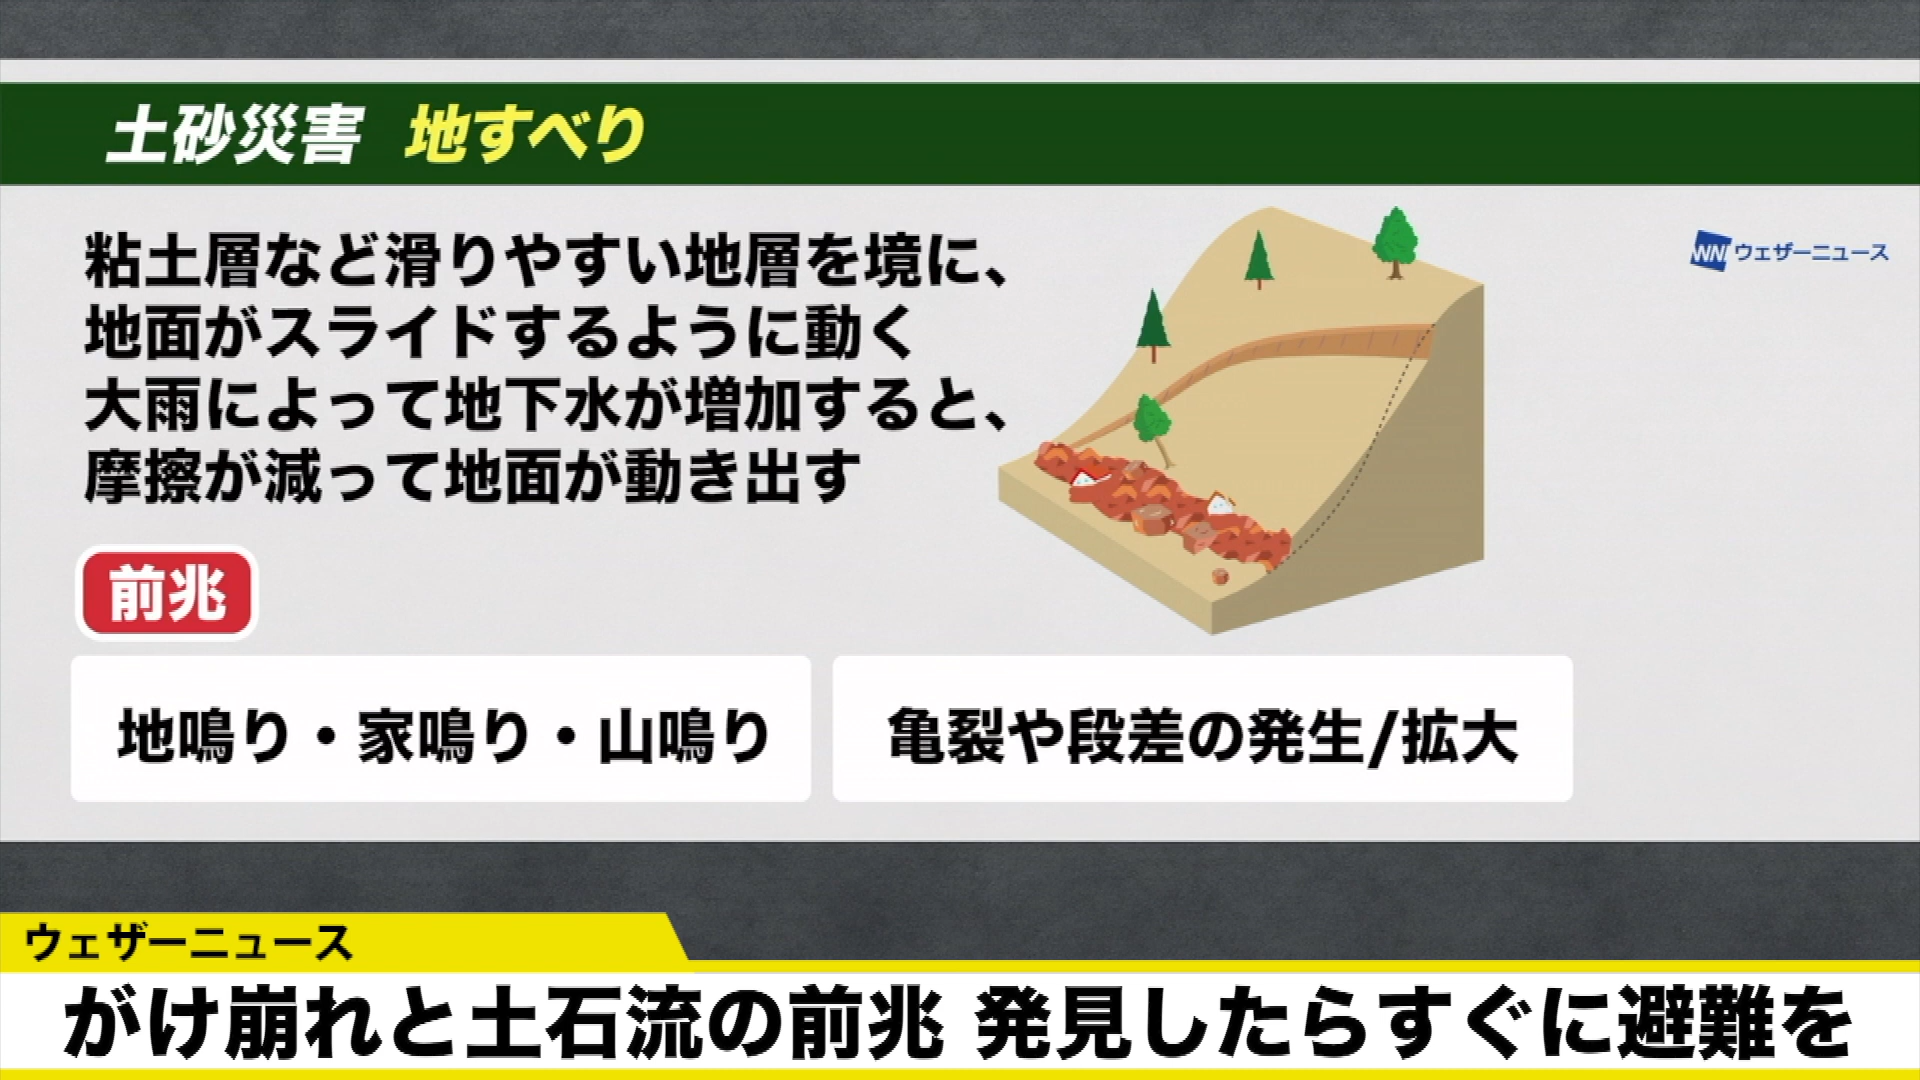 土砂災害 地すべり
粘土層など滑りやすい地層を境に、
地面がスライドするように動く
大雨によって地下水が増加すると、
摩擦が減って地面が動き出す
WN ウェザーニュース
前兆
地鳴り・家鳴り・山鳴り
亀裂や段差の発生/拡大
ウェザーニュース
がけ崩れと土石流の前兆 発見したらすぐに避難を